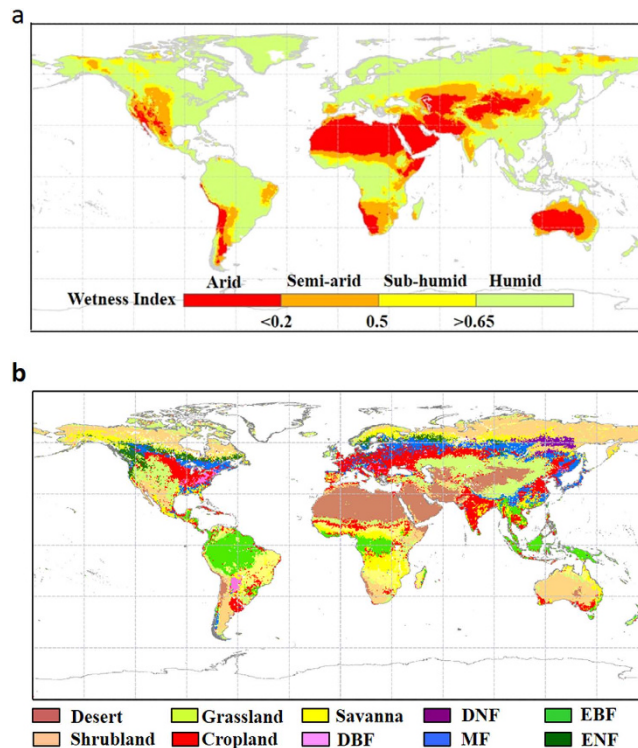 a
Arid Semi-arid Sub-humid Humid
Wetness Index
<0.2 0.5 >0.65
b
Desert Grassland Savanna DNF EBF
Shrubland Cropland DBF MF ENF